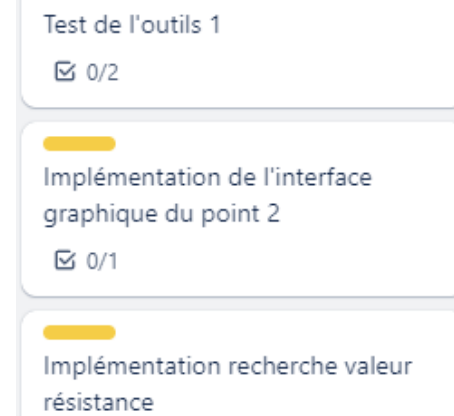 Test de l'outils 1
0/2
Implémentation de l'interface
graphique du point 2
0/1
Implémentation recherche valeur
résistance